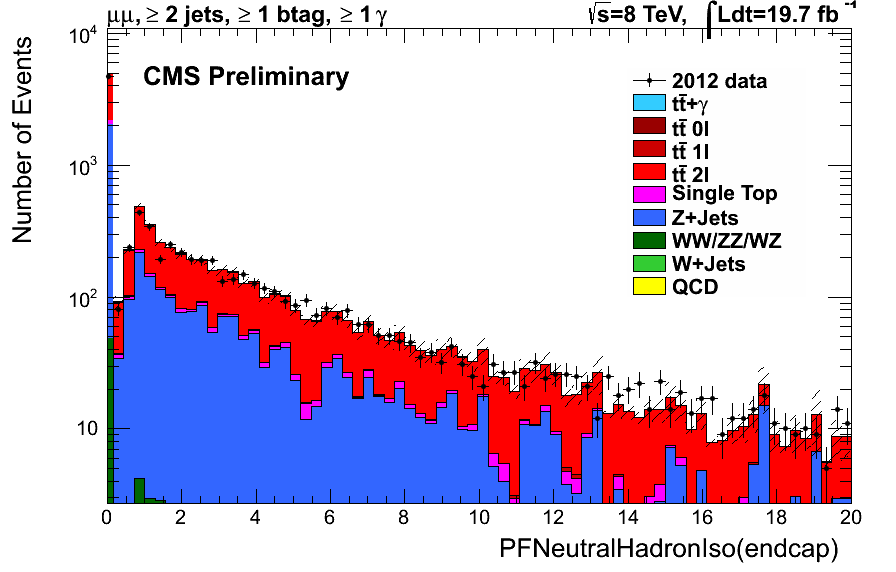 μμ, ≥ 2 jets, ≥ 1 btag, ≥ 1 γ
√s=8 TeV, ∫Ldt=19.7 fb⁻¹
CMS Preliminary
2012 data
tt̄+γ
tt̄ 0l
tt̄ 1l
tt̄ 2l
Single Top
Z+Jets
WW/ZZ/WZ
W+Jets
QCD
Number of Events
10⁴
10³
10²
10
0 2 4 6 8 10 12 14 16 18 20
PFNeutralHadronIso(endcap)